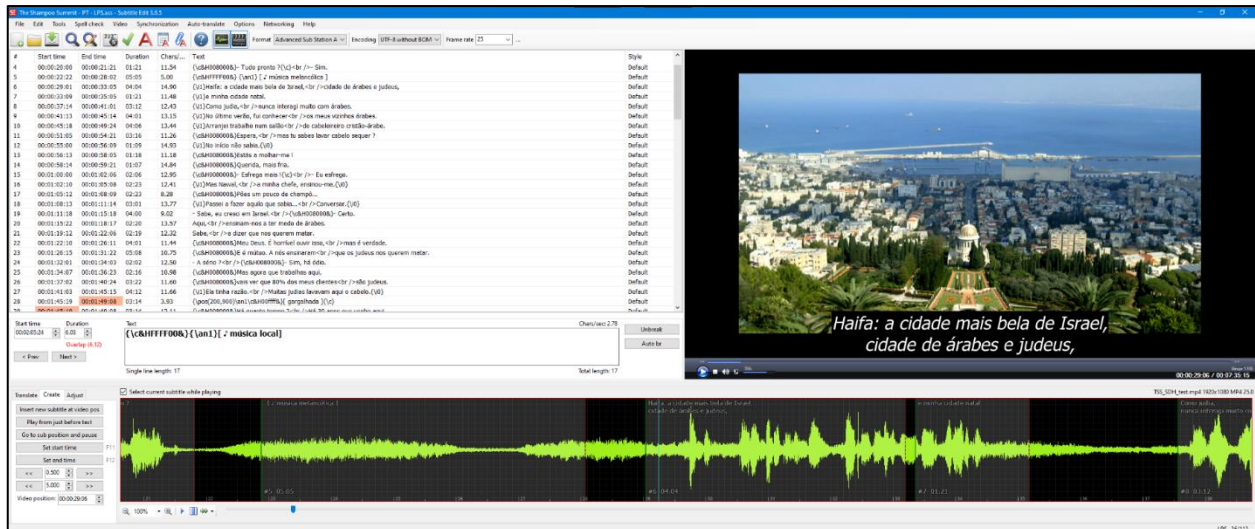 The Shampoo Summit - PT - LPS.ass - Subtitle Edit 3.6.5
File Edit Tools Spell check Video Synchronization Auto-translate Options Networking Help
Format Advanced Sub Station A Encoding UTF-8 without BOM Frame rate 25 ...
# Start time End time Duration Chars/... Text Style
4 00:00:20:00 00:00:21:21 01:21 11.54 {\c&H008000&}- Tudo pronto ?{\c}<br />- Sim. Default
5 00:00:22:22 00:00:28:02 05:05 5.00 {\c&HFFFF00&} {\an1} [ ♪ música melancólica ] Default
6 00:00:29:01 00:00:33:05 04:04 14.90 {\i1}Haifa: a cidade mais bela de Israel,<br />cidade de árabes e judeus, Default
7 00:00:33:09 00:00:35:05 01:21 11.48 {\i1}e minha cidade natal. Default
8 00:00:37:14 00:00:41:01 03:12 12.43 {\i1}Como judia,<br />nunca interagi muito com árabes. Default
9 00:00:41:13 00:00:45:14 04:01 13.15 {\i1}No último verão, fui conhecer<br />os meus vizinhos árabes. Default
10 00:00:45:18 00:00:49:24 04:06 13.44 {\i1}Arranjei trabalho num salão<br />de cabeleireiro cristão-árabe. Default
11 00:00:51:05 00:00:54:21 03:16 11.26 {\c&H008000&}Espera,<br />mas tu sabes lavar cabelo sequer ? Default
12 00:00:55:00 00:00:56:09 01:09 14.93 {\i1}No início não sabia.{\i0} Default
13 00:00:56:13 00:00:58:05 01:18 11.18 {\c&H008000&}Estás a molhar-me ! Default
14 00:00:58:14 00:00:59:21 01:07 14.84 {\c&H008000&}Querida, mais fria. Default
15 00:01:00:00 00:01:02:06 02:06 12.95 {\c&H008000&}- Esfrega mais !{\c}<br />- Eu esfrego. Default
16 00:01:02:10 00:01:05:08 02:23 12.41 {\i1}Mas Nawal,<br />a minha chefe, ensinou-me.{\i0} Default
17 00:01:05:12 00:01:08:09 02:23 8.28 {\c&H008000&}Pões um pouco de champô... Default
18 00:01:08:13 00:01:11:14 03:01 13.77 {\i1}Passei a fazer aquilo que sabia...<br />Conversar.{\i0} Default
19 00:01:11:18 00:01:15:18 04:00 9.02 - Sabe, eu cresci em Israel.<br />{\c&H008000&}- Certo. Default
20 00:01:15:22 00:01:18:17 02:20 13.57 Aqui,<br />ensinam-nos a ter medo de árabes. Default
21 00:01:19:12 00:01:22:06 02:19 12.32 Sabe,<br />a dizer que nos querem matar. Default
22 00:01:22:10 00:01:26:11 04:01 11.44 {\c&H008000&}Meu Deus. É horrível ouvir isso,<br />mas é verdade. Default
23 00:01:26:15 00:01:31:22 05:08 10.75 {\c&H008000&}E é mútuo. A nós ensinaram<br />que os judeus nos querem matar. Default
24 00:01:32:01 00:01:34:03 02:02 12.50 - A sério ?<br />{\c&H008000&}- Sim, há ódio. Default
25 00:01:34:07 00:01:36:23 02:16 10.98 {\c&H008000&}Mas agora que trabalhas aqui, Default
26 00:01:37:02 00:01:40:24 03:22 11.60 {\c&H008000&}vais ver que 80% dos meus clientes<br />são judeus. Default
27 00:01:41:03 00:01:45:15 04:12 11.66 {\i1}Ela tinha razão.<br />Muitas judias lavavam aqui o cabelo.{\i0} Default
28 00:01:45:19 00:01:49:08 03:14 3.93 {\pos(200,900)\an1\c&H00ffff&}[ gargalhada ]{\c} Default
Start time Duration Text Chars/sec: 2.78
00:02:05:24 6.03 {\c&HFFFF00&}{\an1}[ ♪ música local] Unbreak
Overlap (6.12) Auto br
< Prev Next >
Single line length: 17 Total length: 17
Haifa: a cidade mais bela de Israel,
cidade de árabes e judeus,
00:00:29:06 / 00:07:35:15
Translate Create Adjust Select current subtitle while playing TSS_SDH_test.mp4 1920x1080 MP4 25.0
Insert new subtitle at video pos
Play from just before text
Go to sub position and pause
Set start time F11
Set end time F12
<< 0.500 >>
<< 5.000 >>
Video position: 00:00:29:06
[ ♪ música melancólica ]
Haifa: a cidade mais bela de Israel,
cidade de árabes e judeus,
e minha cidade natal.
Como judia,
#5 05:05 #6 04:04 #7 01:21 #8 03:12
100%